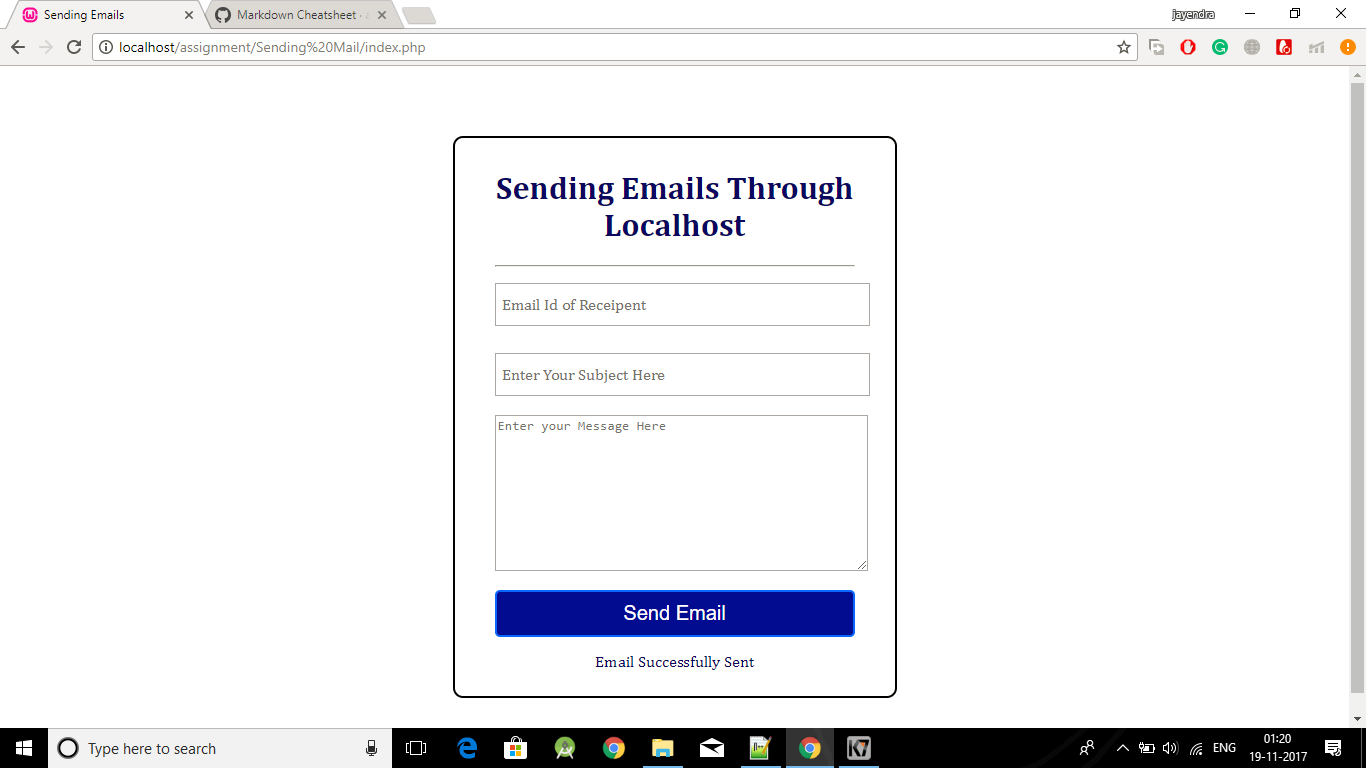 Sending Emails
Markdown Cheatsheet ·
jayendra
localhost/assignment/Sending%20Mail/index.php
Sending Emails Through
Localhost
Email Id of Receipent
Enter Your Subject Here
Enter your Message Here
Send Email
Email Successfully Sent
Type here to search
ENG
01:20
19-11-2017